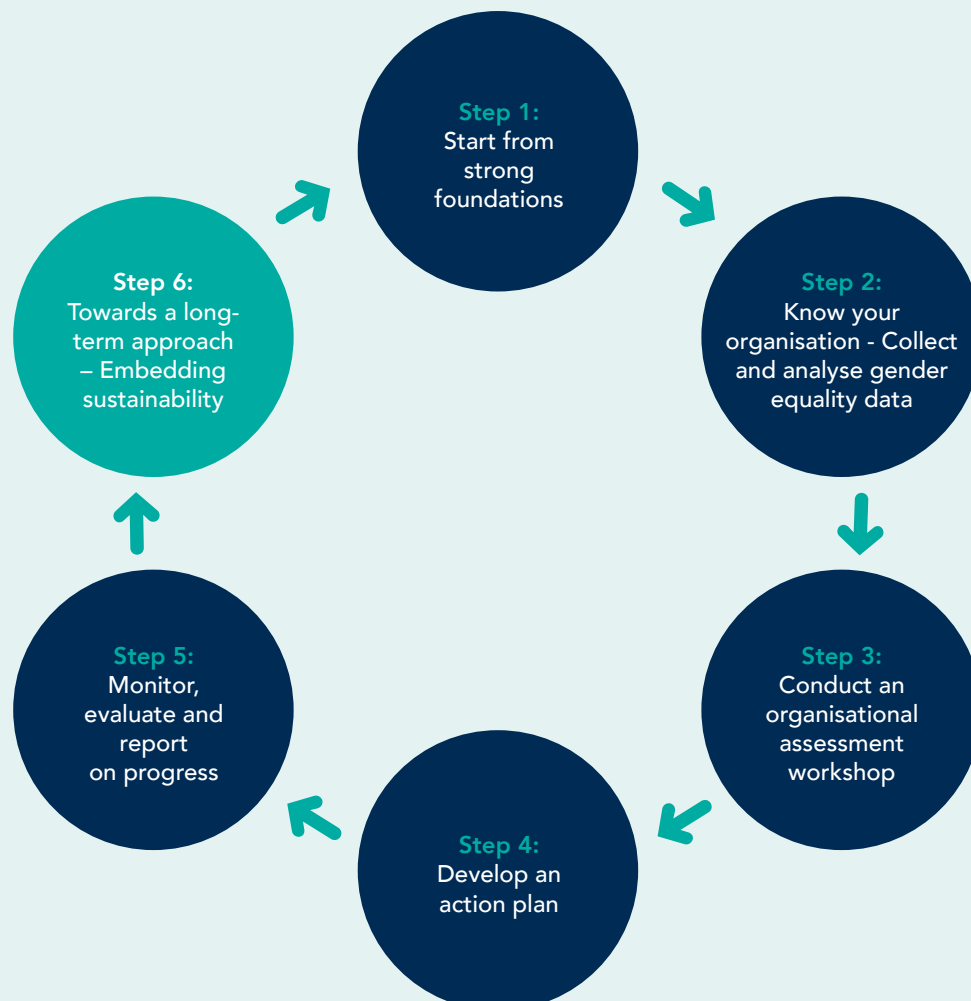 Step 1:
Start from
strong
foundations
Step 2:
Know your
organisation - Collect
and analyse gender
equality data
Step 3:
Conduct an
organisational
assessment
workshop
Step 4:
Develop an
action plan
Step 5:
Monitor,
evaluate and
report
on progress
Step 6:
Towards a long-
term approach
– Embedding
sustainability